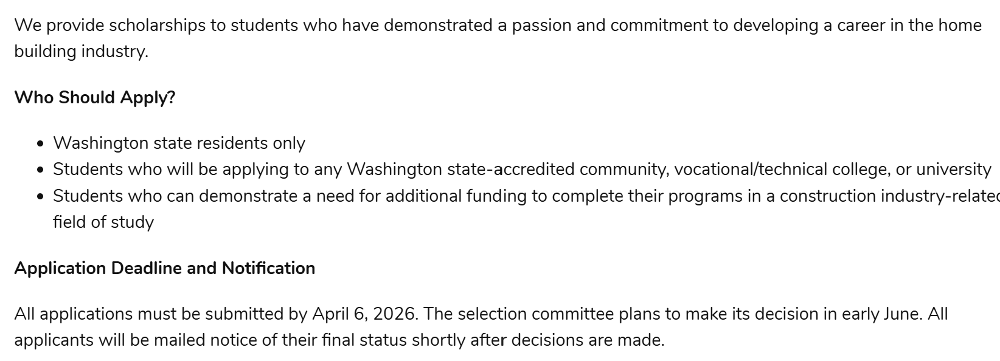 We provide scholarships to students who have demonstrated a passion and commitment to developing a career in the home
building industry.
Who Should Apply?
• Washington state residents only
• Students who will be applying to any Washington state-accredited community, vocational/technical college, or university
• Students who can demonstrate a need for additional funding to complete their programs in a construction industry-related
field of study
Application Deadline and Notification
All applications must be submitted by April 6, 2026. The selection committee plans to make its decision in early June. All
applicants will be mailed notice of their final status shortly after decisions are made.